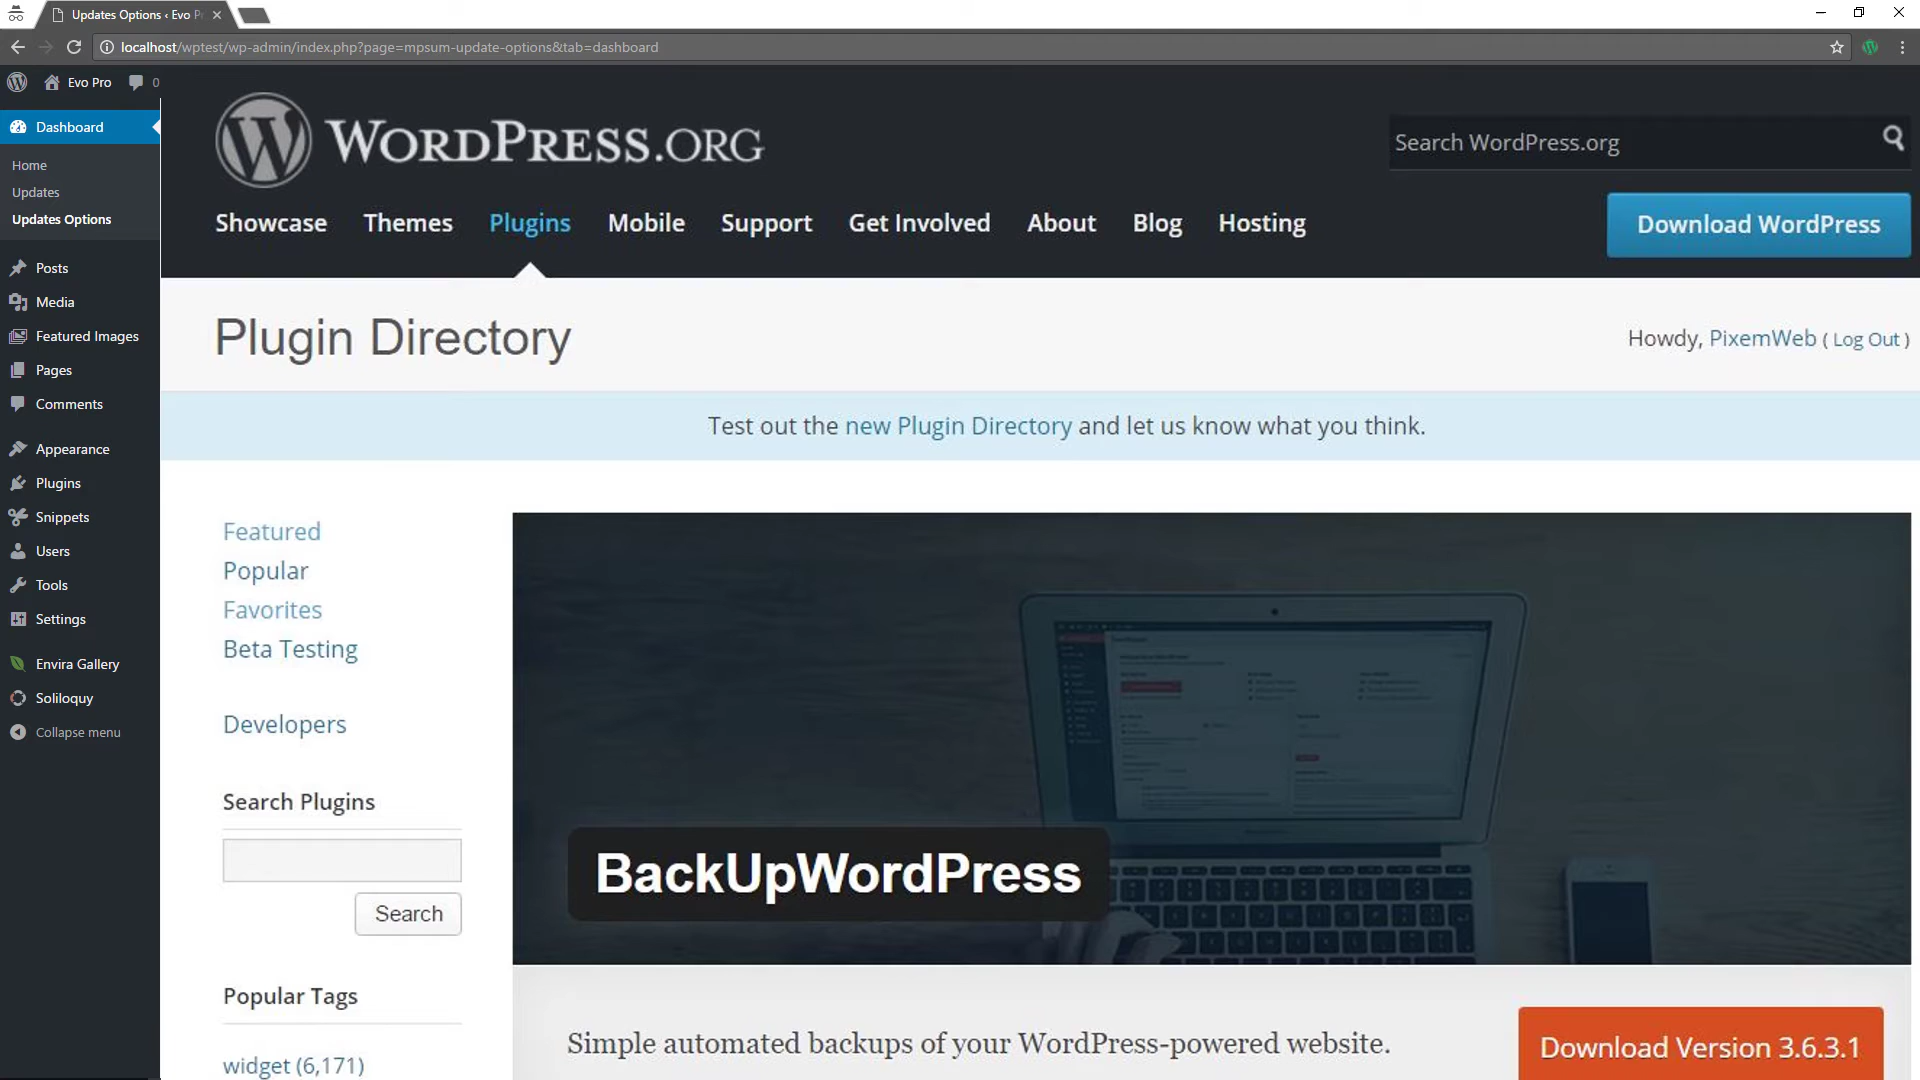 Updates Options ‹ Evo P
localhost/wptest/wp-admin/index.php?page=mpsum-update-options&tab=dashboard
Evo Pro
0
Dashboard
Home
Updates
Updates Options
Posts
Media
Featured Images
Pages
Comments
Appearance
Plugins
Snippets
Users
Tools
Settings
Envira Gallery
Soliloquy
Collapse menu
WORDPRESS.ORG
Search WordPress.org
Showcase Themes Plugins Mobile Support Get Involved About Blog Hosting
Download WordPress
Plugin Directory
Howdy, PixemWeb ( Log Out )
Test out the new Plugin Directory and let us know what you think.
Featured
Popular
Favorites
Beta Testing
Developers
Search Plugins
Search
Popular Tags
widget (6,171)
BackUpWordPress
Simple automated backups of your WordPress-powered website.
Download Version 3.6.3.1